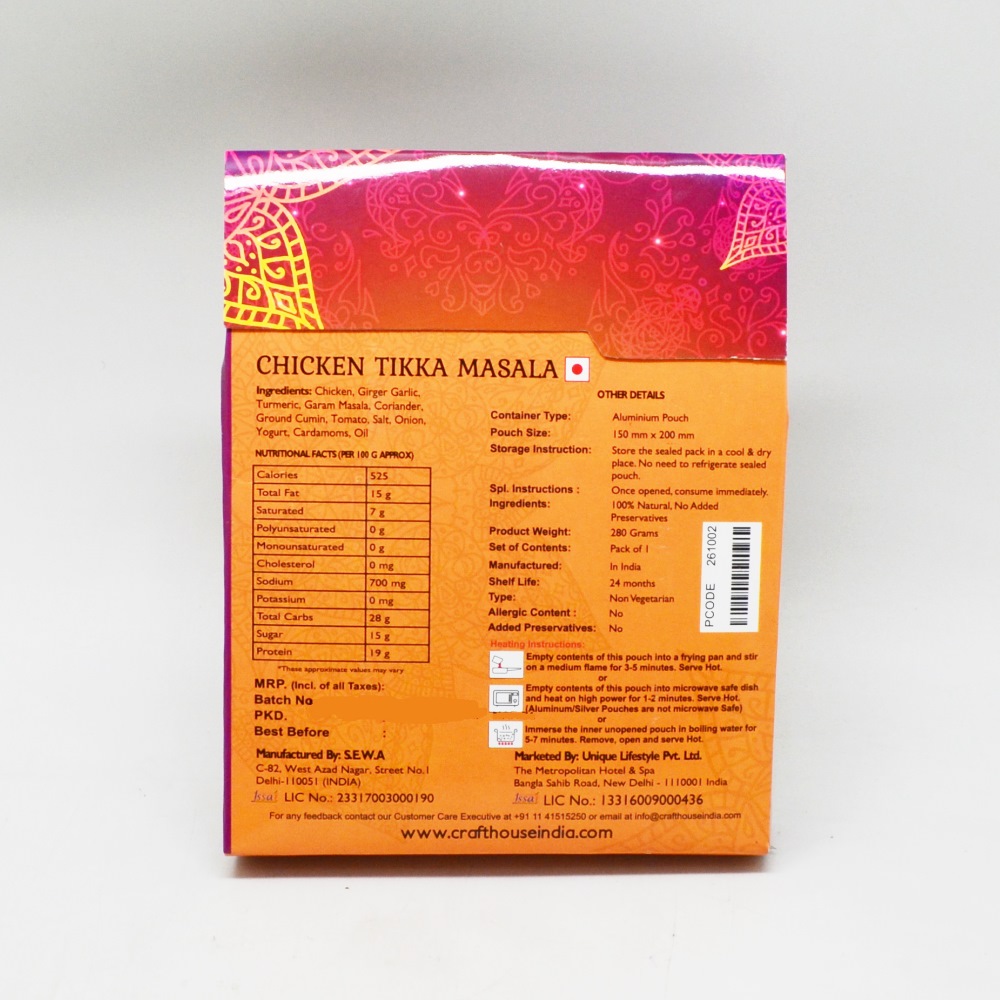 CHICKEN TIKKA MASALA
Ingredients: Chicken, Girger Garlic,
Turmeric, Garam Masala, Coriander,
Ground Cumin, Tomato, Salt, Onion,
Yogurt, Cardamoms, Oil
NUTRITIONAL FACTS (PER 100 G APPROX)
Calories 525
Total Fat 15 g
Saturated 7 g
Polyunsaturated 0 g
Monounsaturated 0 g
Cholesterol 0 mg
Sodium 700 mg
Potassium 0 mg
Total Carbs 28 g
Sugar 15 g
Protein 19 g
*These approximate values may vary
MRP. (Incl. of all Taxes):
Batch No
PKD.
Best Before :
OTHER DETAILS
Container Type: Aluminium Pouch
Pouch Size: 150 mm x 200 mm
Storage Instruction: Store the sealed pack in a cool & dry
place. No need to refrigerate sealed
pouch.
Spl. Instructions : Once opened, consume immediately.
Ingredients: 100% Natural, No Added
Preservatives
Product Weight: 280 Grams
Set of Contents: Pack of 1
Manufactured: In India
Shelf Life: 24 months
Type: Non Vegetarian
Allergic Content : No
Added Preservatives: No
PCODE 261002
Heating Instructions:
Empty contents of this pouch into a frying pan and stir
on a medium flame for 3-5 minutes. Serve Hot.
or
Empty contents of this pouch into microwave safe dish
and heat on high power for 1-2 minutes. Serve Hot.
(Aluminum/Silver Pouches are not microwave Safe)
or
Immerse the inner unopened pouch in boiling water for
5-7 minutes. Remove, open and serve Hot.
Manufactured By: S.E.W.A
C-82, West Azad Nagar, Street No.1
Delhi-110051 (INDIA)
fssai LIC No.: 23317003000190
Marketed By: Unique Lifestyle Pvt. Ltd.
The Metropolitan Hotel & Spa
Bangla Sahib Road, New Delhi - 1110001 India
fssai LIC No.: 13316009000436
For any feedback contact our Customer Care Executive at +91 11 41515250 or email at info@crafthouseindia.com
www.crafthouseindia.com